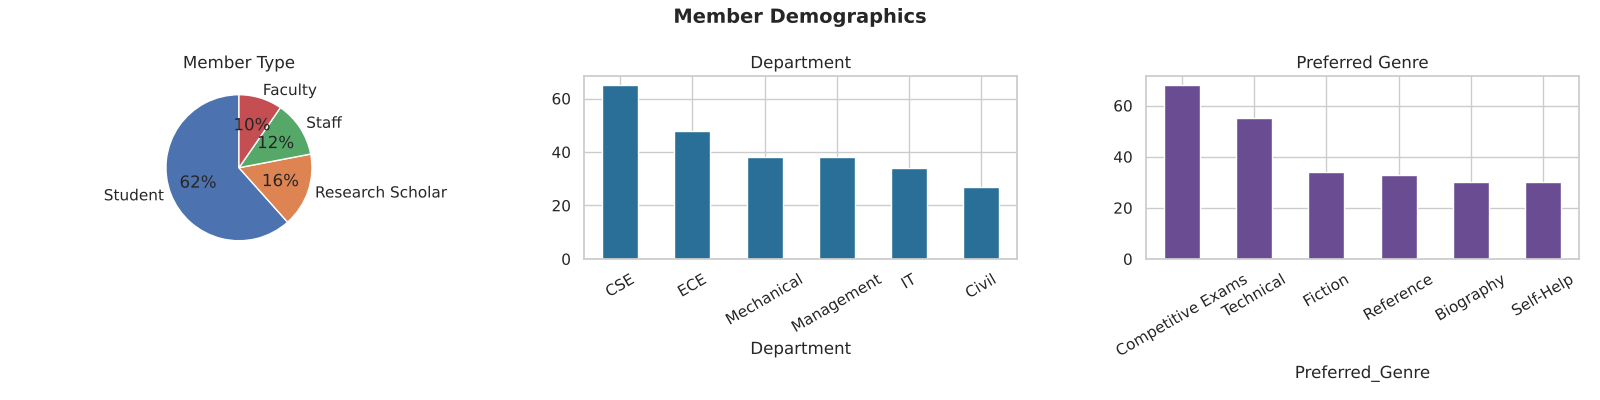 Member Demographics
Member Type
Faculty
Staff
Research Scholar
Student
10%
12%
16%
62%
Department
60
40
20
0
CSE
ECE
Mechanical
Management
IT
Civil
Department
Preferred Genre
60
40
20
0
Competitive Exams
Technical
Fiction
Reference
Biography
Self-Help
Preferred_Genre